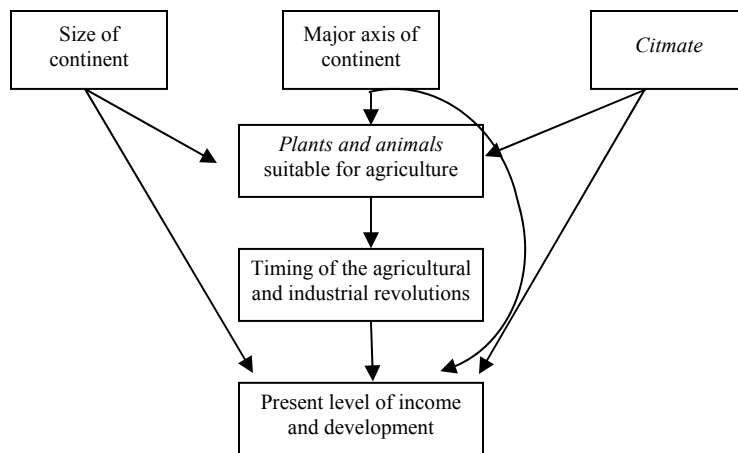 Size of
continent
Major axis of
continent
Citmate
Plants and animals
suitable for agriculture
Timing of the agricultural
and industrial revolutions
Present level of income
and development